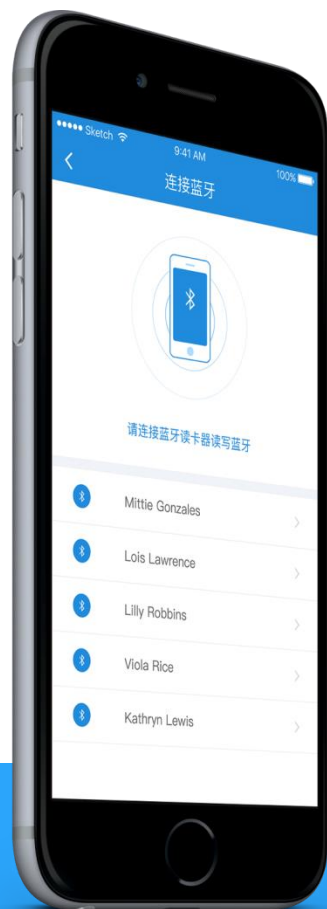 Sketch
9:41 AM
100%
连接蓝牙
请连接蓝牙读卡器读写蓝牙
Mittie Gonzales
Lois Lawrence
Lilly Robbins
Viola Rice
Kathryn Lewis